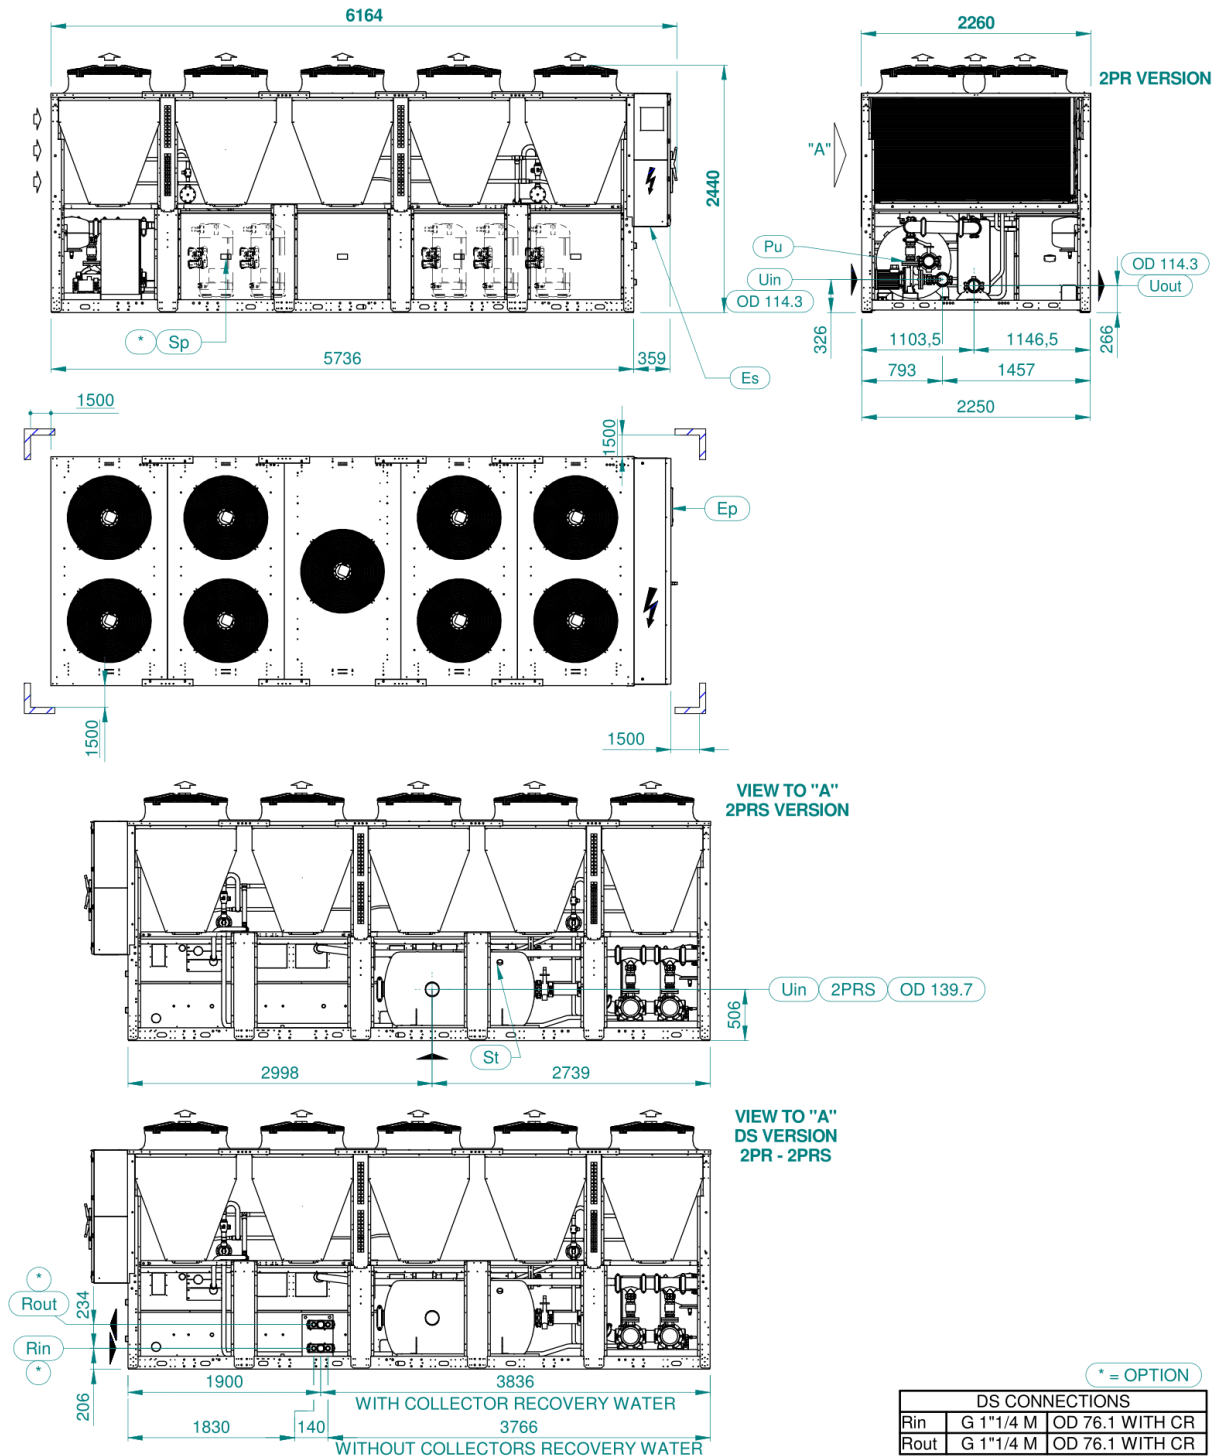 6164
2260
2PR VERSION
"A"
2440
Pu
Uin
OD 114.3
OD 114.3
Uout
326
266
* Sp
1103,5
1146,5
5736
359
793
1457
Es
2250
1500
1500
Ep
1500
1500
VIEW TO "A"
2PRS VERSION
Uin 2PRS OD 139.7
506
St
2998
2739
VIEW TO "A"
DS VERSION
2PR - 2PRS
*
Rout
234
Rin
*
206
1900
3836
WITH COLLECTOR RECOVERY WATER
1830
140
3766
WITHOUT COLLECTORS RECOVERY WATER
* = OPTION
DS CONNECTIONS
Rin G 1"1/4 M OD 76.1 WITH CR
Rout G 1"1/4 M OD 76.1 WITH CR